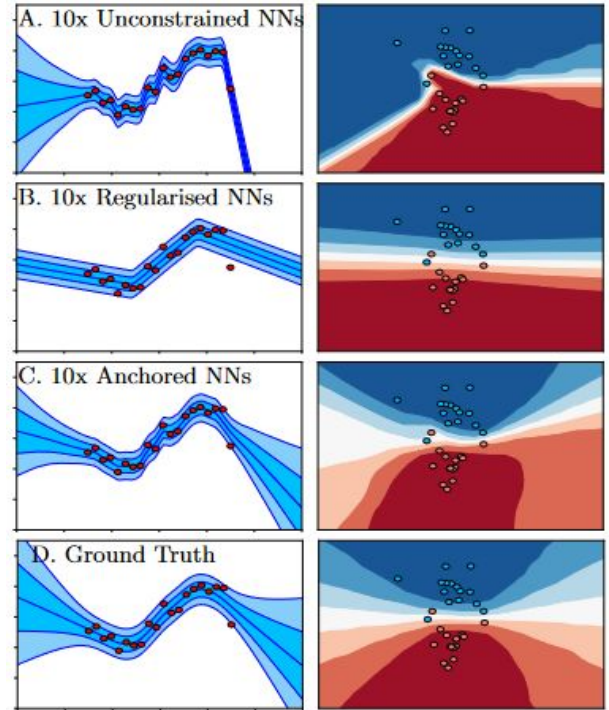 A. 10x Unconstrained NNs
B. 10x Regularised NNs
C. 10x Anchored NNs
D. Ground Truth